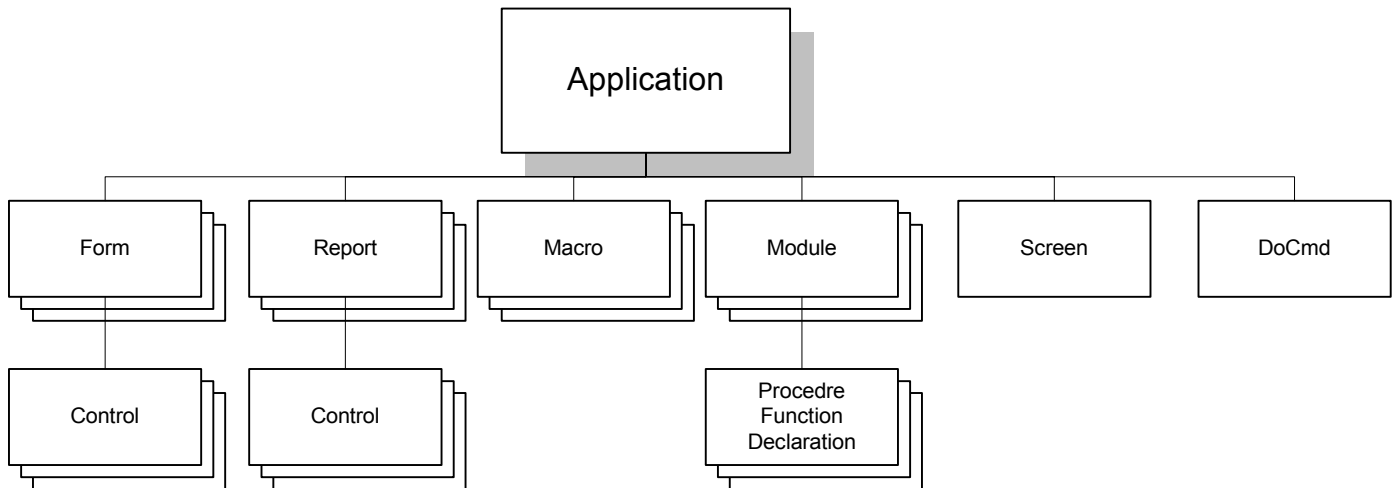 Application
Form
Report
Macro
Module
Screen
DoCmd
Control
Control
Procedre
Function
Declaration